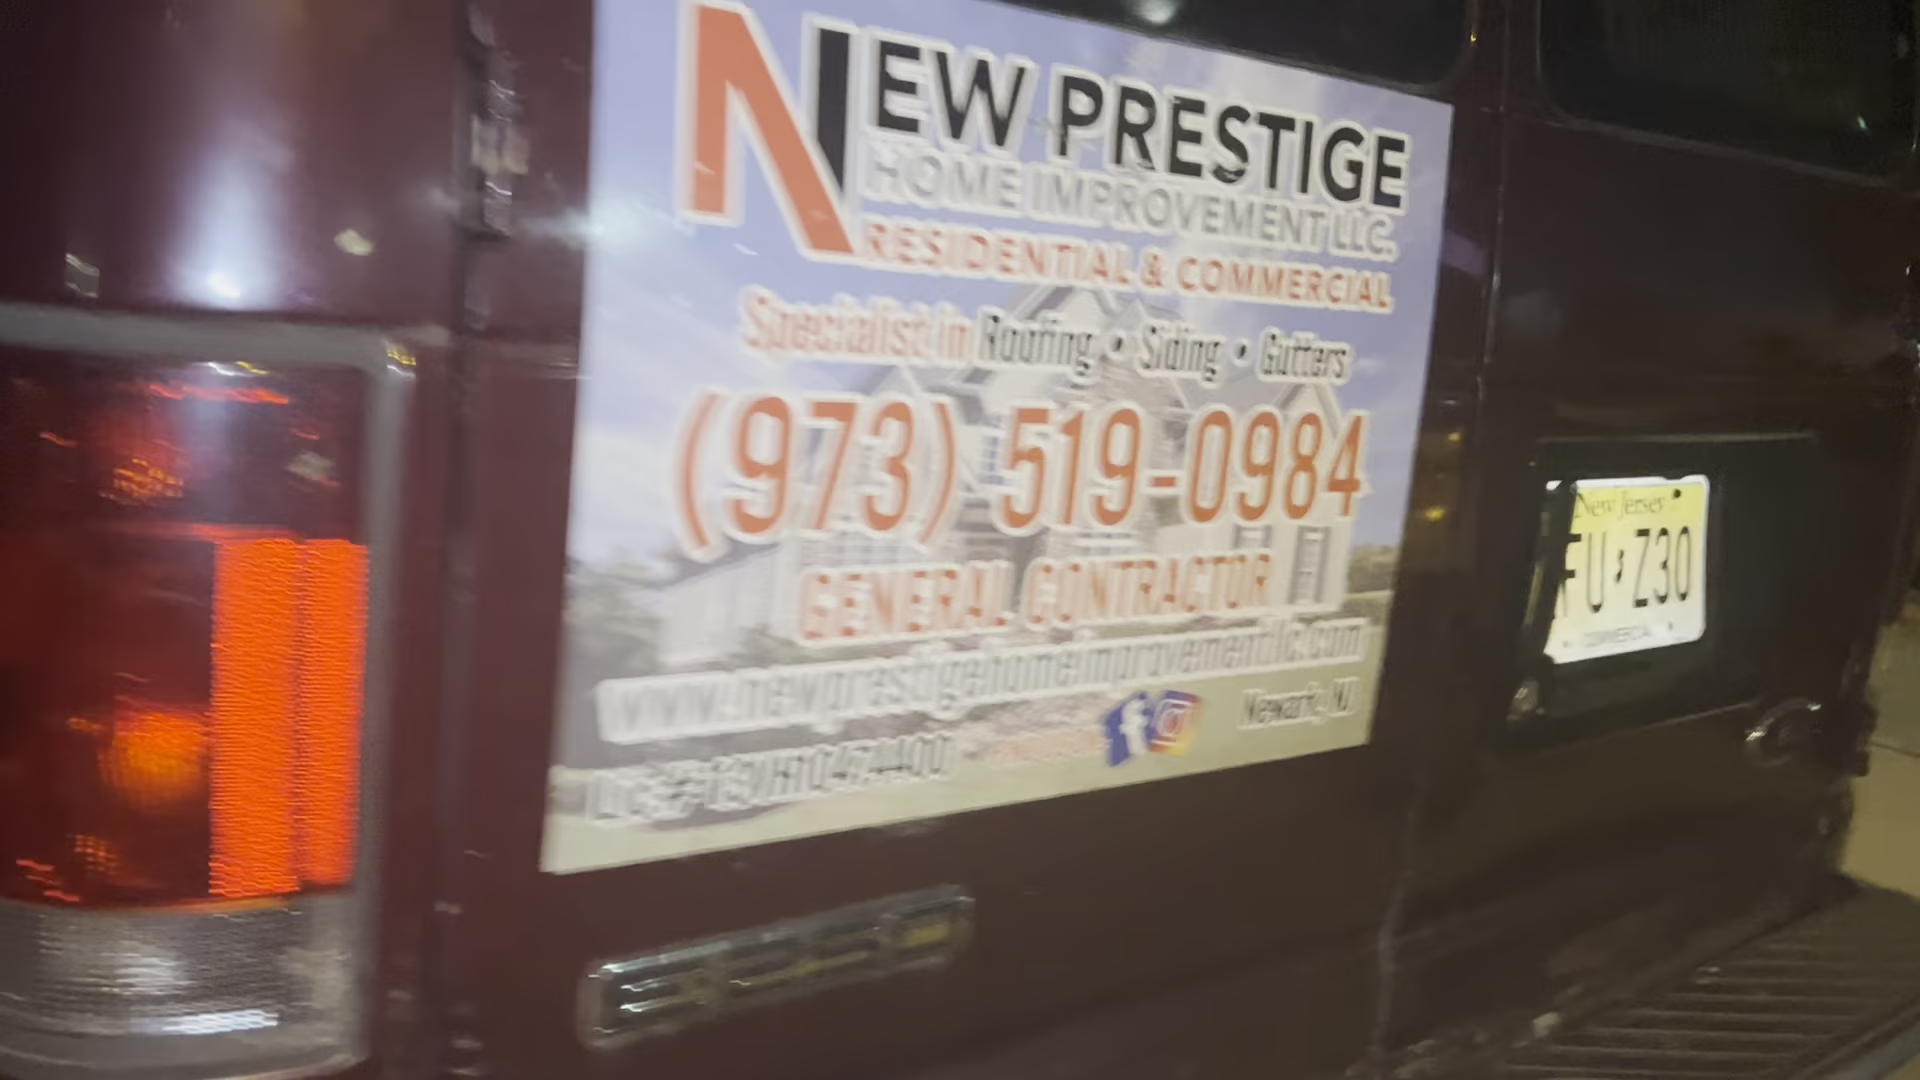 NEW PRESTIGE
HOME IMPROVEMENT LLC.
RESIDENTIAL & COMMERCIAL
Specialist in Roofing • Siding • Gutters
(973) 519-0984
GENERAL CONTRACTOR
www.newprestigehomeimprovementllc.com
Newark, NJ
New Jersey
FU Z30
COMMERCIAL